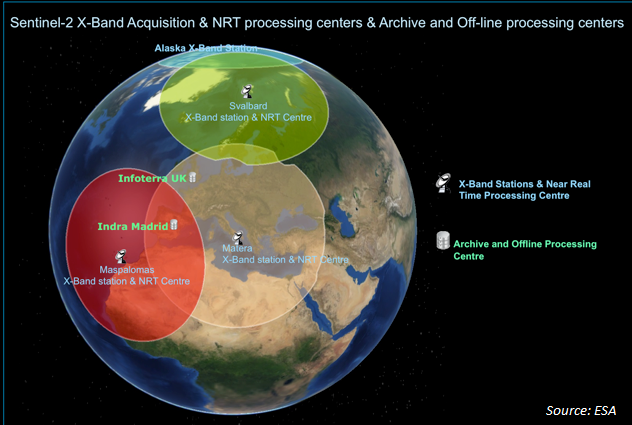 Sentinel-2 X-Band Acquisition & NRT processing centers & Archive and Off-line processing centers
Alaska X-Band Station
Svalbard
X-Band station & NRT Centre
Infoterra UK
Indra Madrid
Matera
X-Band station & NRT Centre
Maspalomas
X-Band station & NRT Centre
X-Band Stations & Near Real
Time Processing Centre
Archive and Offline Processing
Centre
Source: ESA